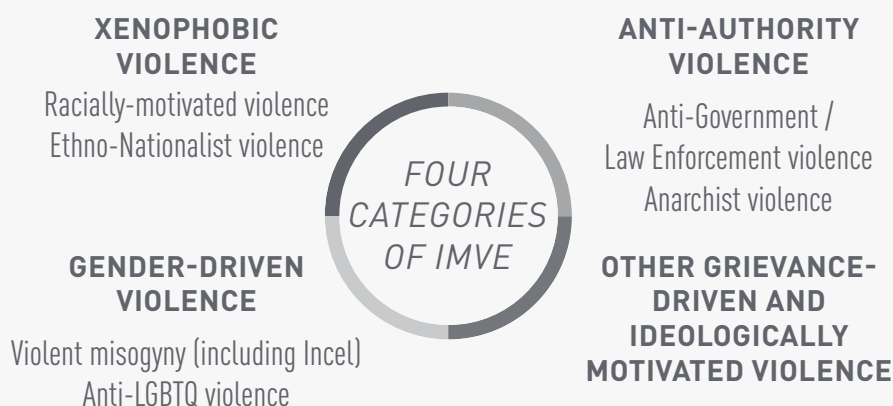 XENOPHOBIC
VIOLENCE
Racially-motivated violence
Ethno-Nationalist violence
ANTI-AUTHORITY
VIOLENCE
Anti-Government /
Law Enforcement violence
Anarchist violence
FOUR
CATEGORIES
OF IMVE
GENDER-DRIVEN
VIOLENCE
Violent misogyny (including Incel)
Anti-LGBTQ violence
OTHER GRIEVANCE-
DRIVEN AND
IDEOLOGICALLY
MOTIVATED VIOLENCE